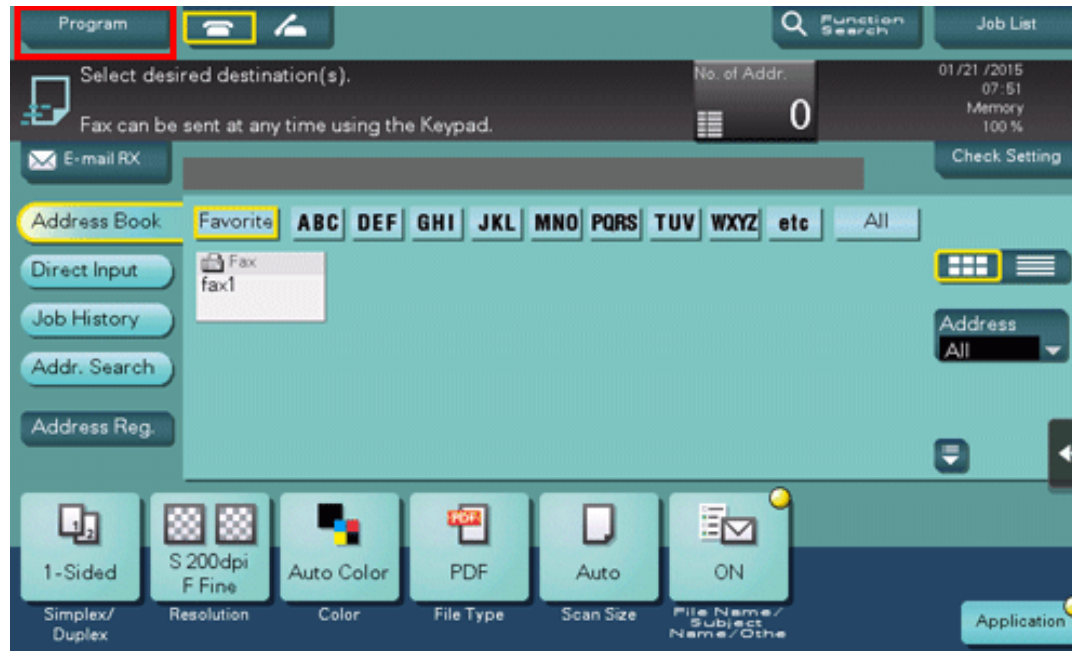 Program
Function
Search
Job List
Select desired destination(s).
Fax can be sent at any time using the Keypad.
No. of Addr.
0
01/21 /2015
07:51
Memory
100 %
E-mail RX
Check Setting
Address Book
Favorite
ABC
DEF
GHI
JKL
MNO
PQRS
TUV
WXYZ
etc
All
Direct Input
Fax
fax1
Job History
Address
All
Addr. Search
Address Reg.
1 2
1-Sided
S 200dpi
F Fine
Auto Color
PDF
PDF
Auto
ON
Simplex/
Duplex
Resolution
Color
File Type
Scan Size
File Name/
Subject
Name/Othe
Application